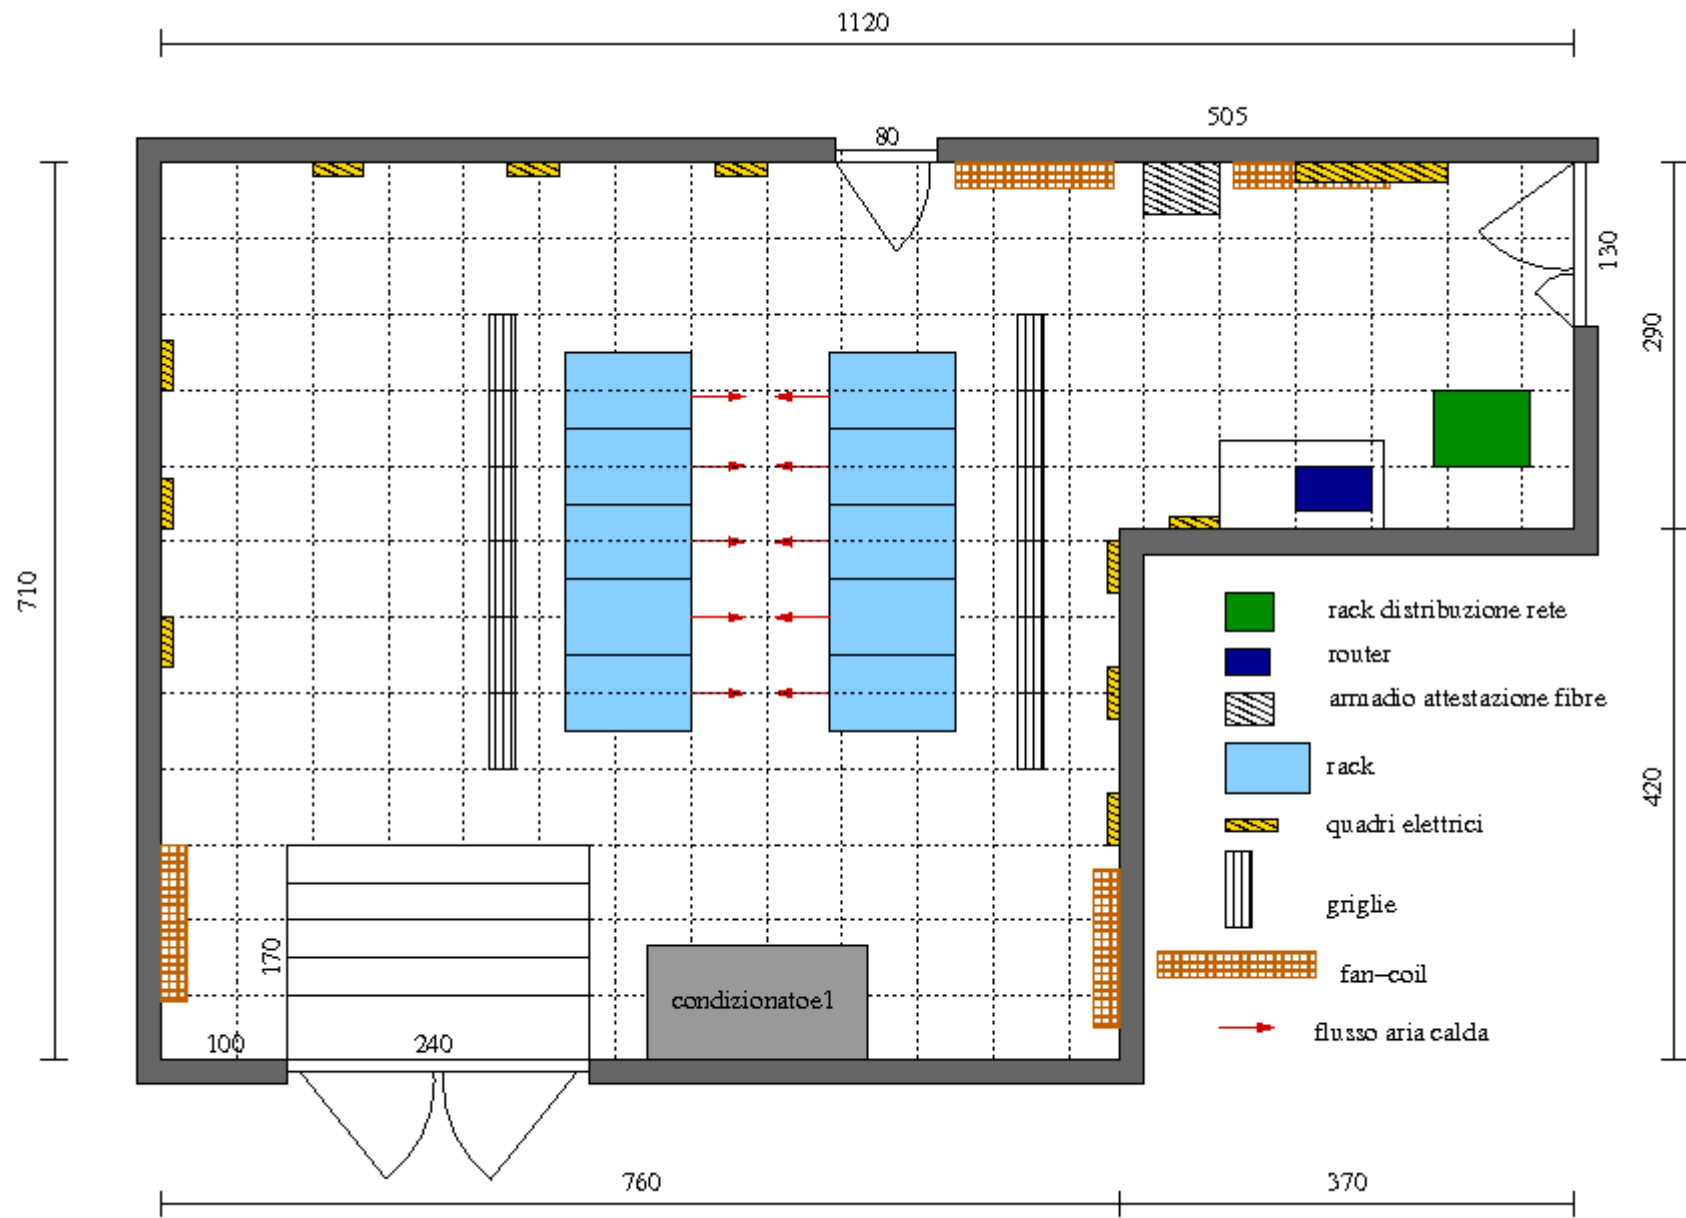 1120
505
80
130
290
710
rack distribuzione rete
router
armadio attestazione fibre
rack
420
quadri elettrici
griglie
170
fan-coil
condizionatoe1
flusso aria calda
100
240
760
370